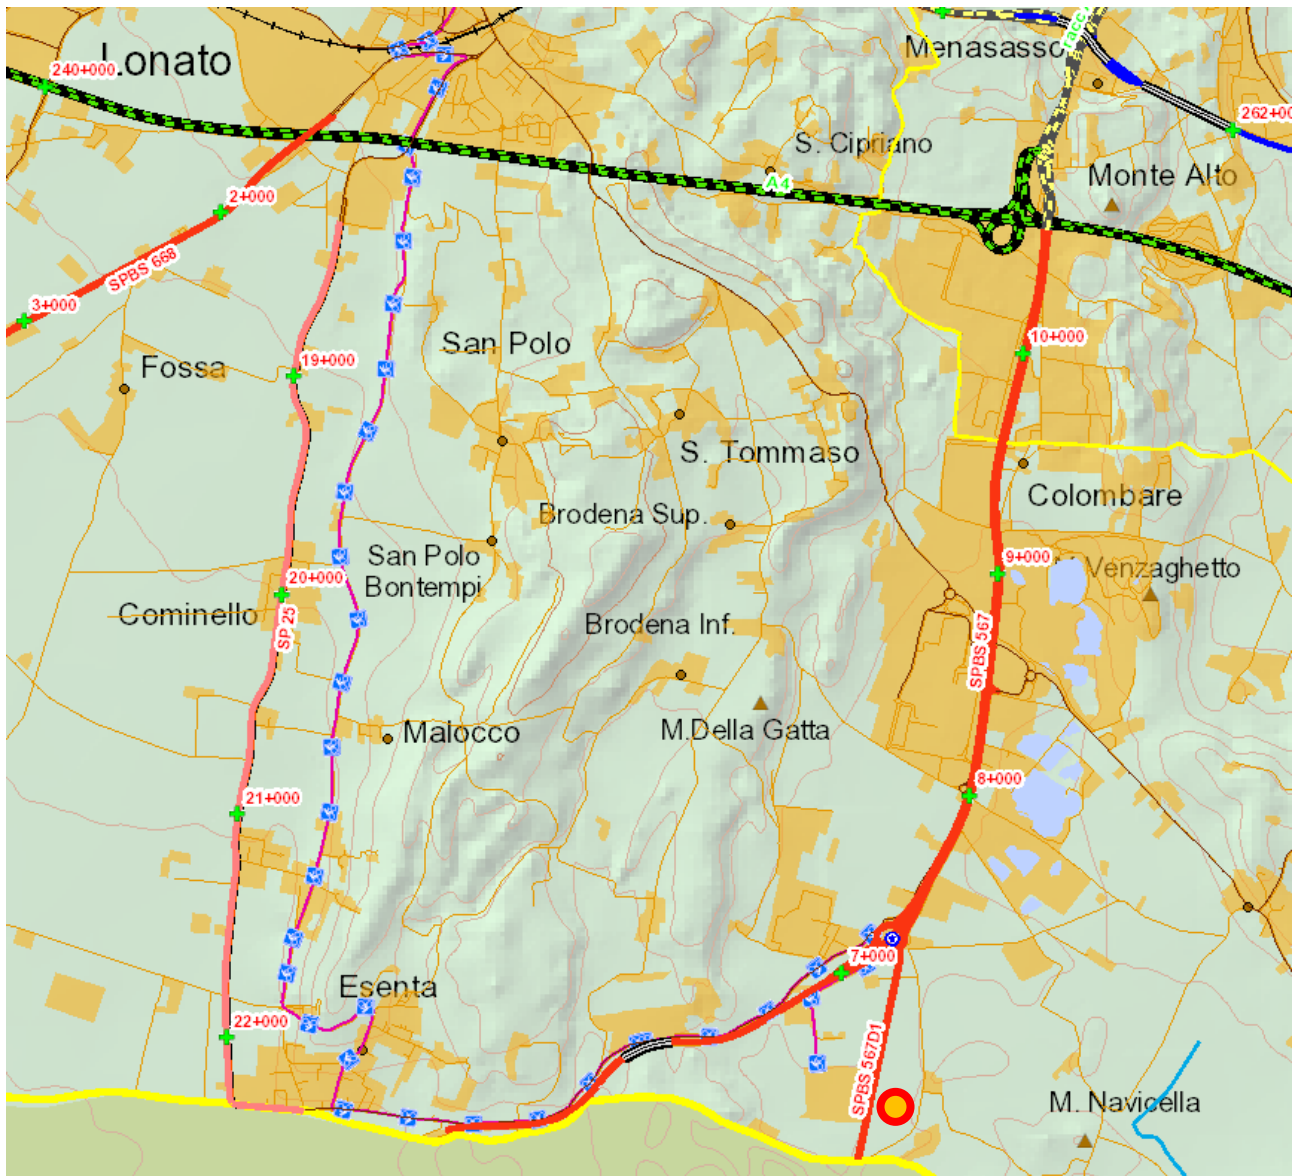 Lonato
Menasasso
racc
240+000
262+00
S. Cipriano
A4
Monte Alto
2+000
SPBS 668
3+000
10+000
San Polo
Fossa
19+000
S. Tommaso
Colombare
Brodena Sup.
San Polo
Bontempi
9+000
Venzaghetto
20+000
Cominello
SP 25
Brodena Inf.
SPBS 567
M.Della Gatta
Maiocco
8+000
21+000
7+000
Esenta
22+000
SPBS 567D1
M. Navicella